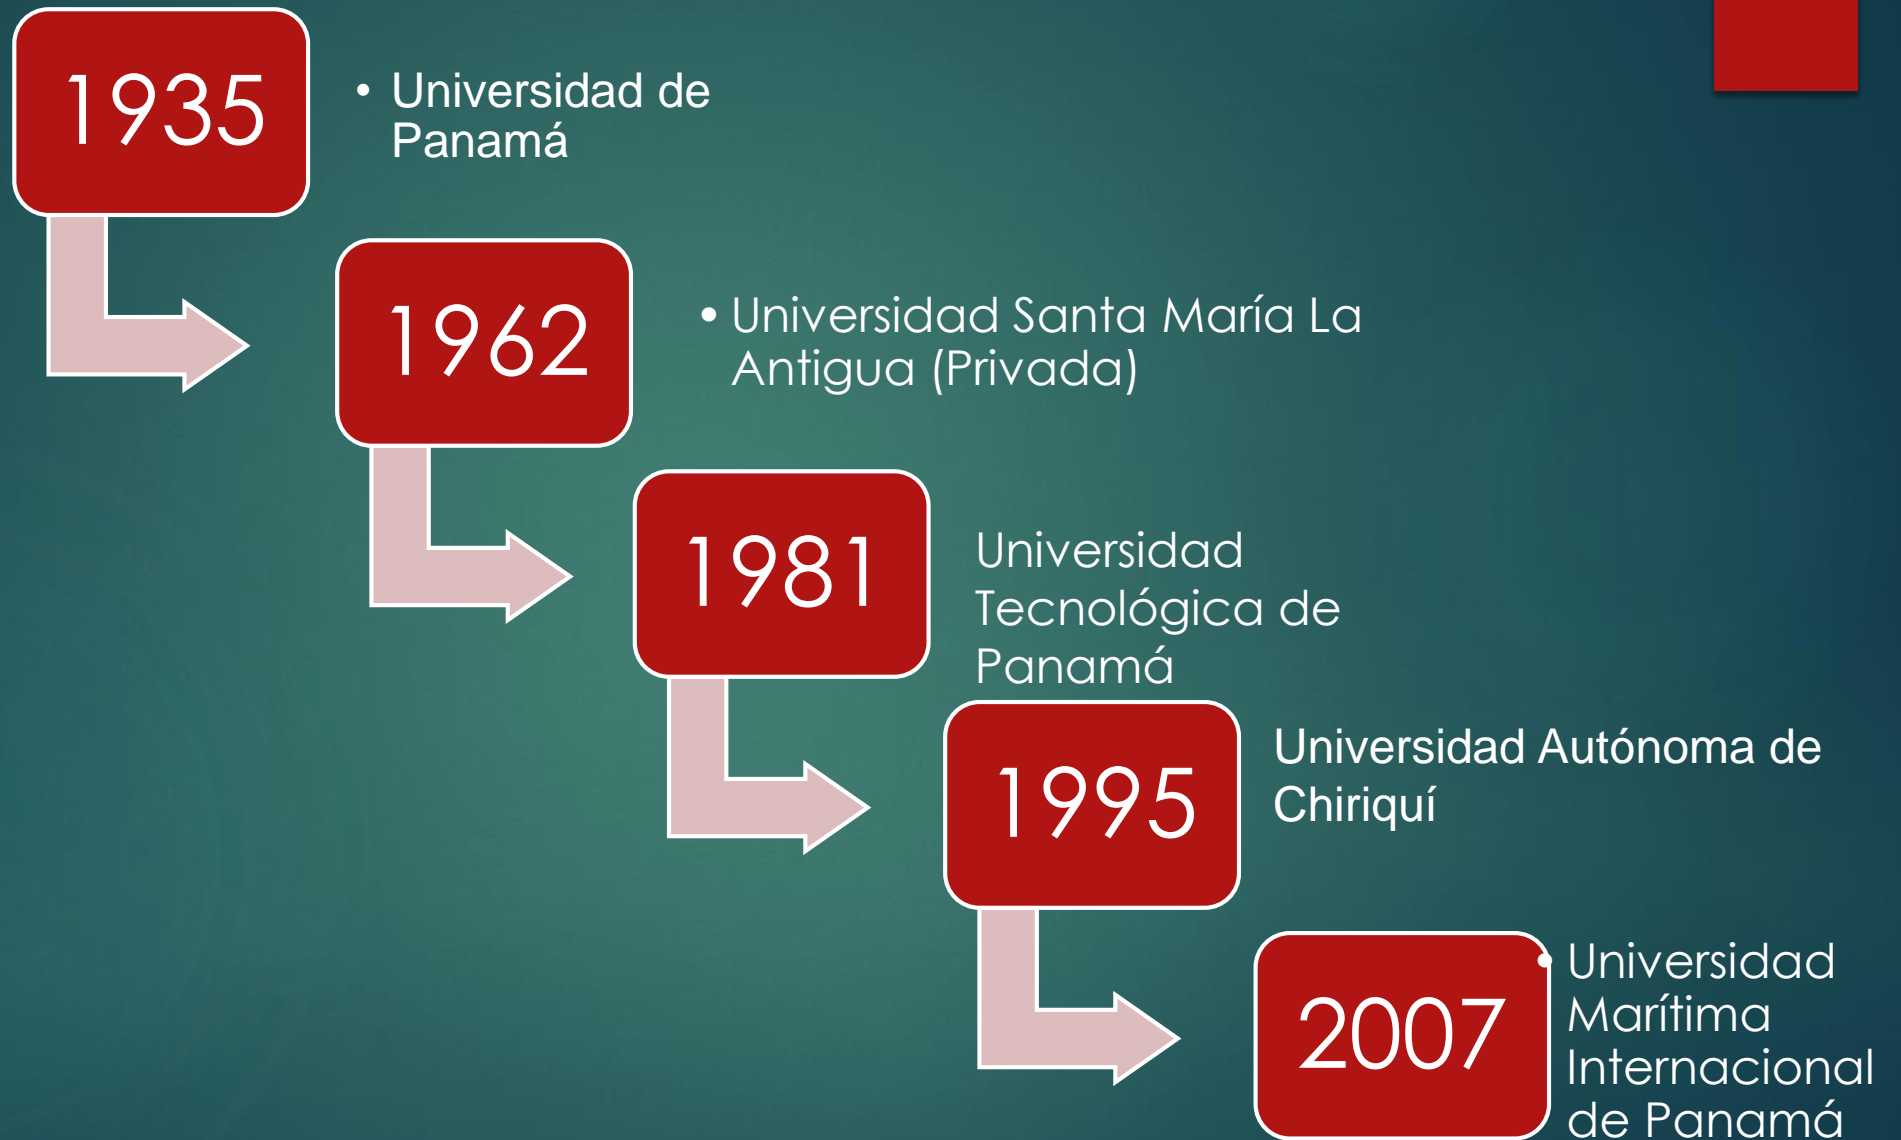 1935
• Universidad de
Panamá
1962
• Universidad Santa María La
Antigua (Privada)
1981
Universidad
Tecnológica de
Panamá
1995
Universidad Autónoma de
Chiriquí
2007
• Universidad
Marítima
Internacional
de Panamá